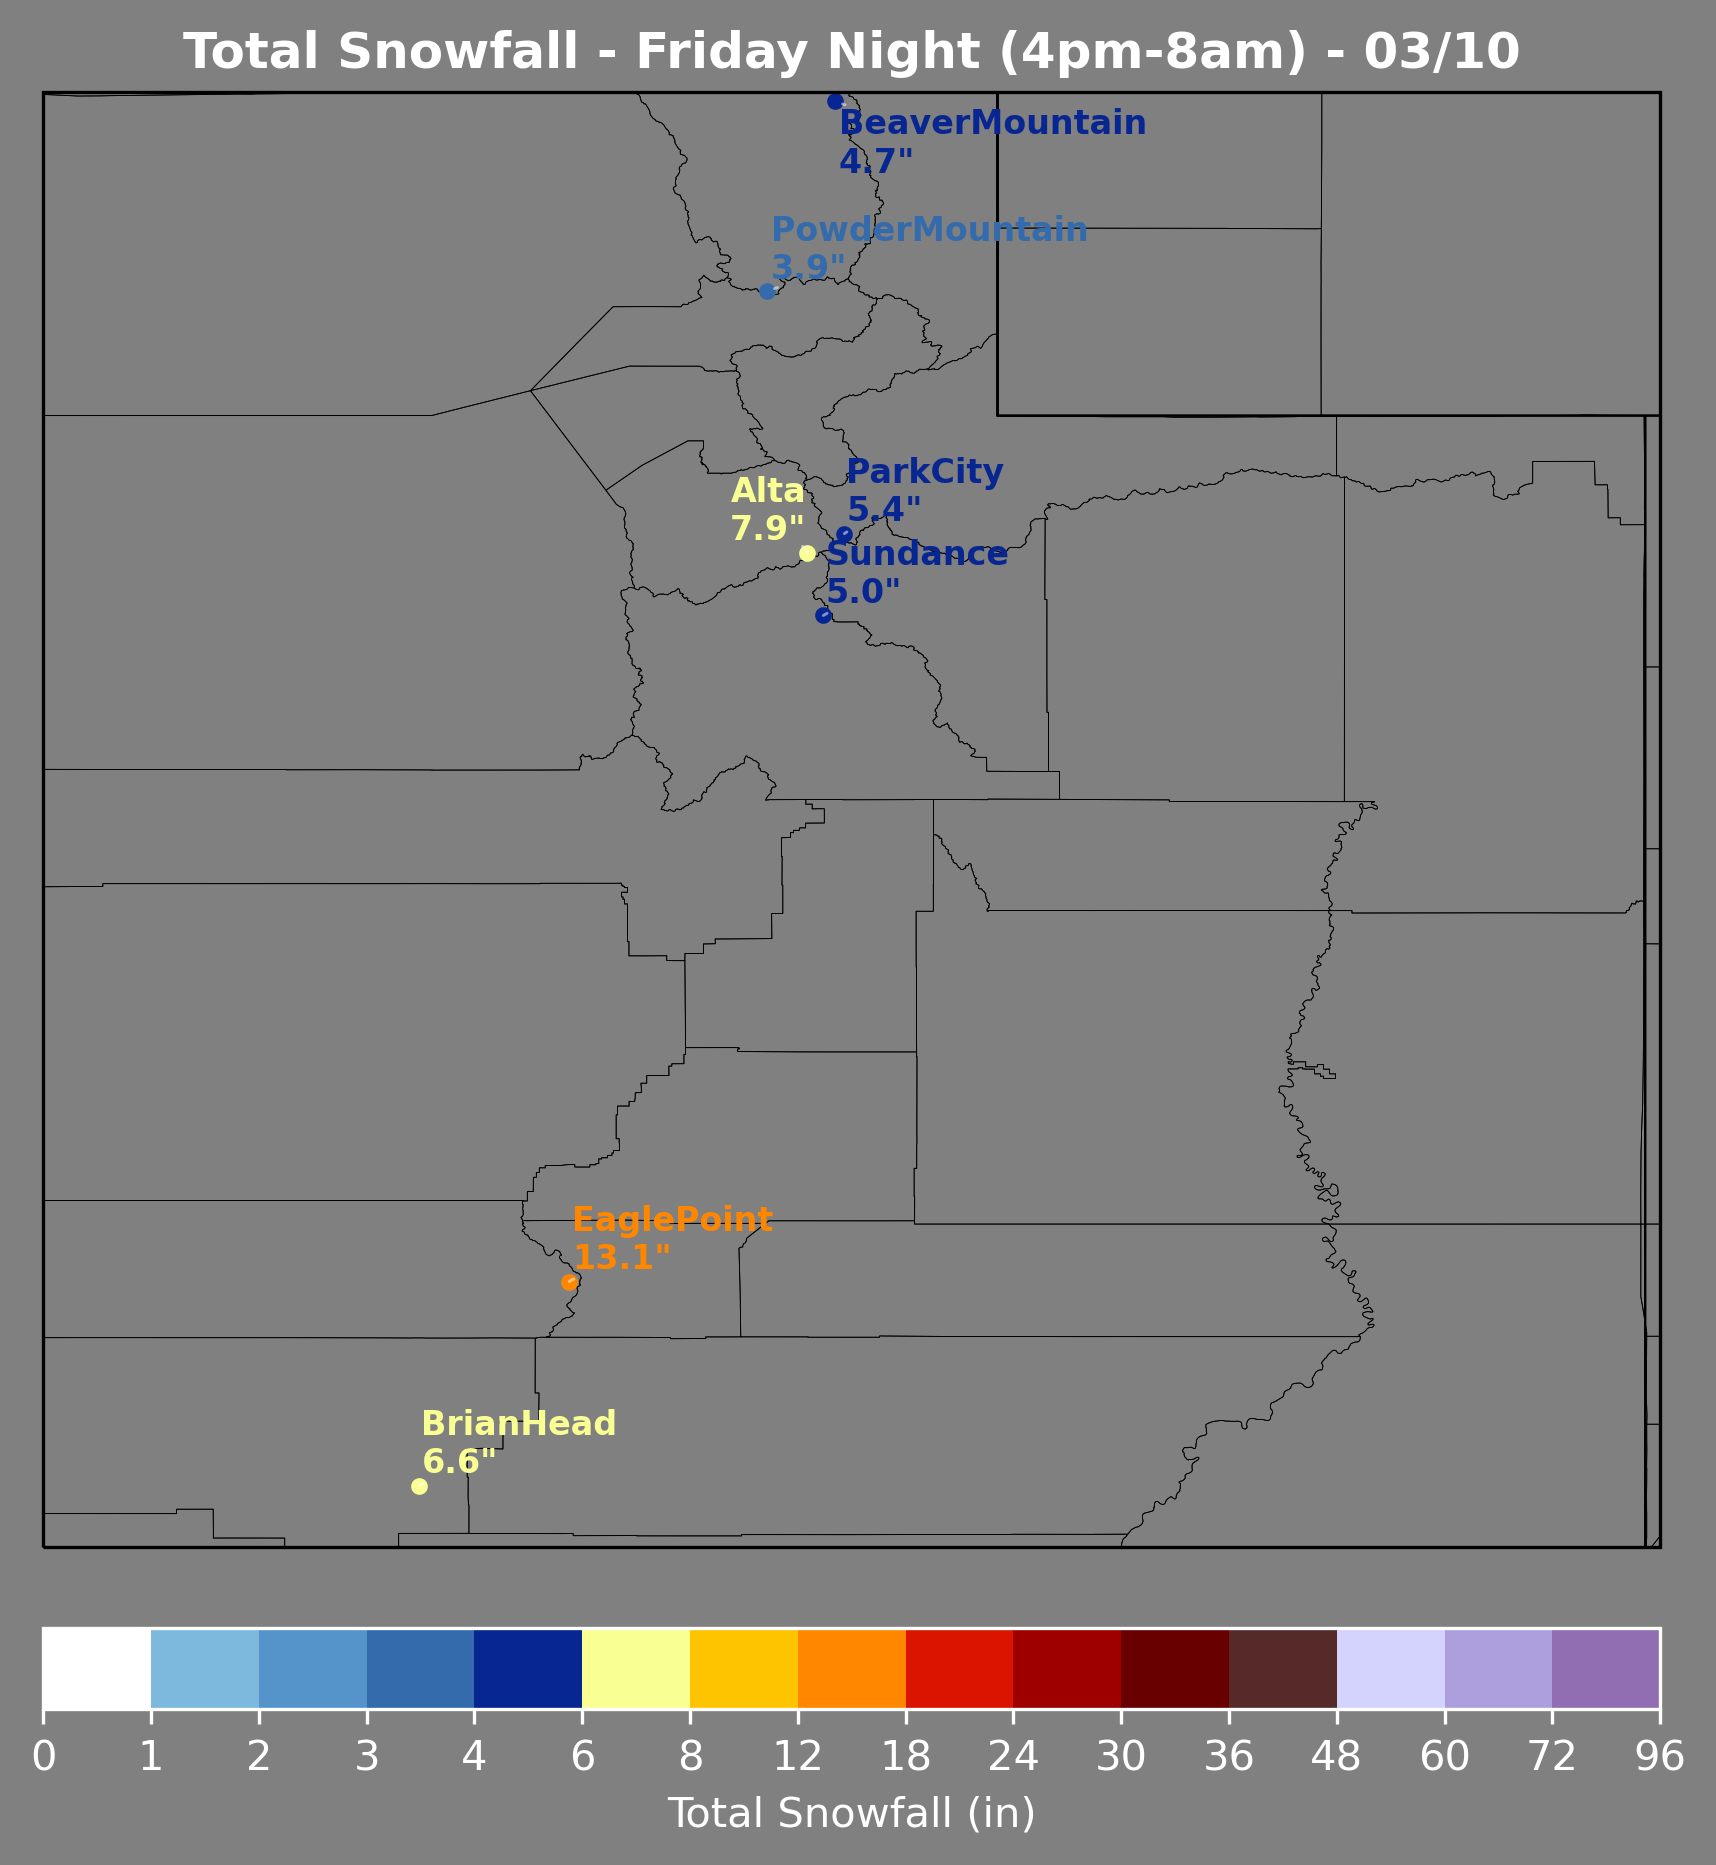 Total Snowfall - Friday Night (4pm-8am) - 03/10
BeaverMountain
4.7"
PowderMountain
3.9"
ParkCity
5.4"
Alta
7.9"
Sundance
5.0"
EaglePoint
13.1"
BrianHead
6.6"
0 1 2 3 4 6 8 12 18 24 30 36 48 60 72 96
Total Snowfall (in)